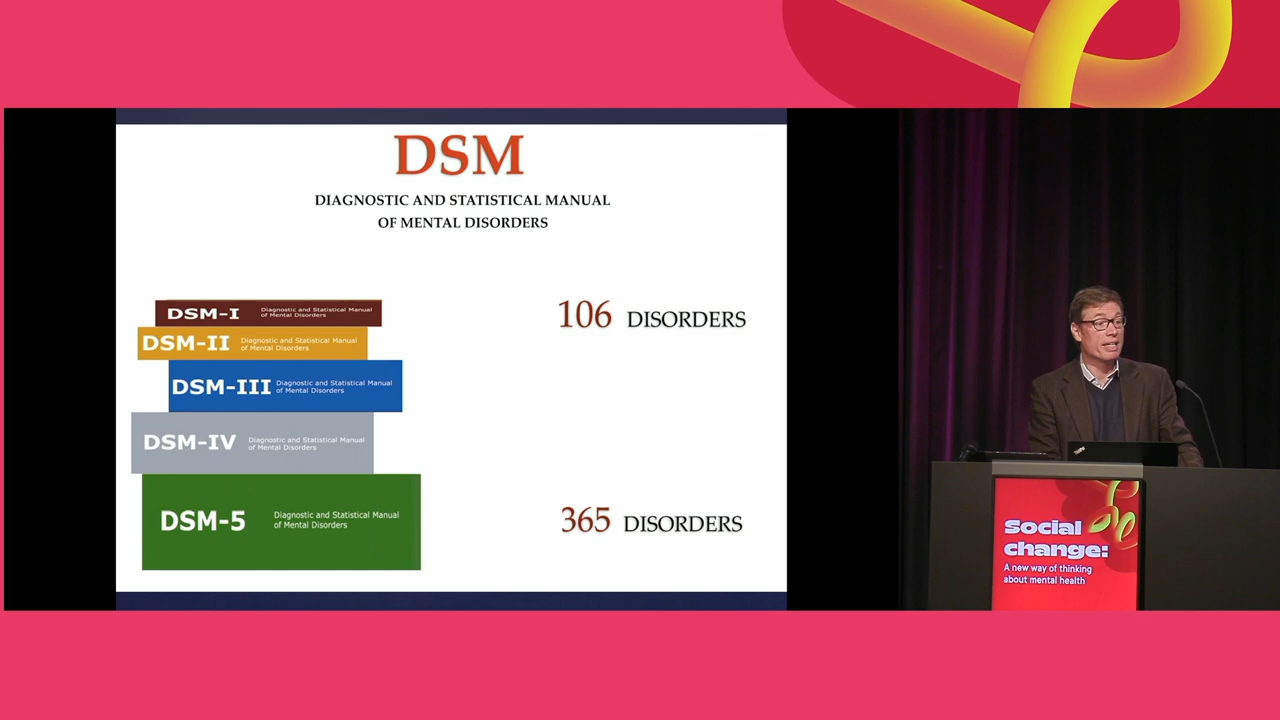 DSM
DIAGNOSTIC AND STATISTICAL MANUAL
OF MENTAL DISORDERS
DSM-I
Diagnostic and Statistical Manual
of Mental Disorders
106 DISORDERS
DSM-II
Diagnostic and Statistical Manual
of Mental Disorders
DSM-III
Diagnostic and Statistical Manual
of Mental Disorders
DSM-IV
Diagnostic and Statistical Manual
of Mental Disorders
DSM-5
Diagnostic and Statistical Manual
of Mental Disorders
365 DISORDERS
Social
change:
A new way of thinking
about mental health